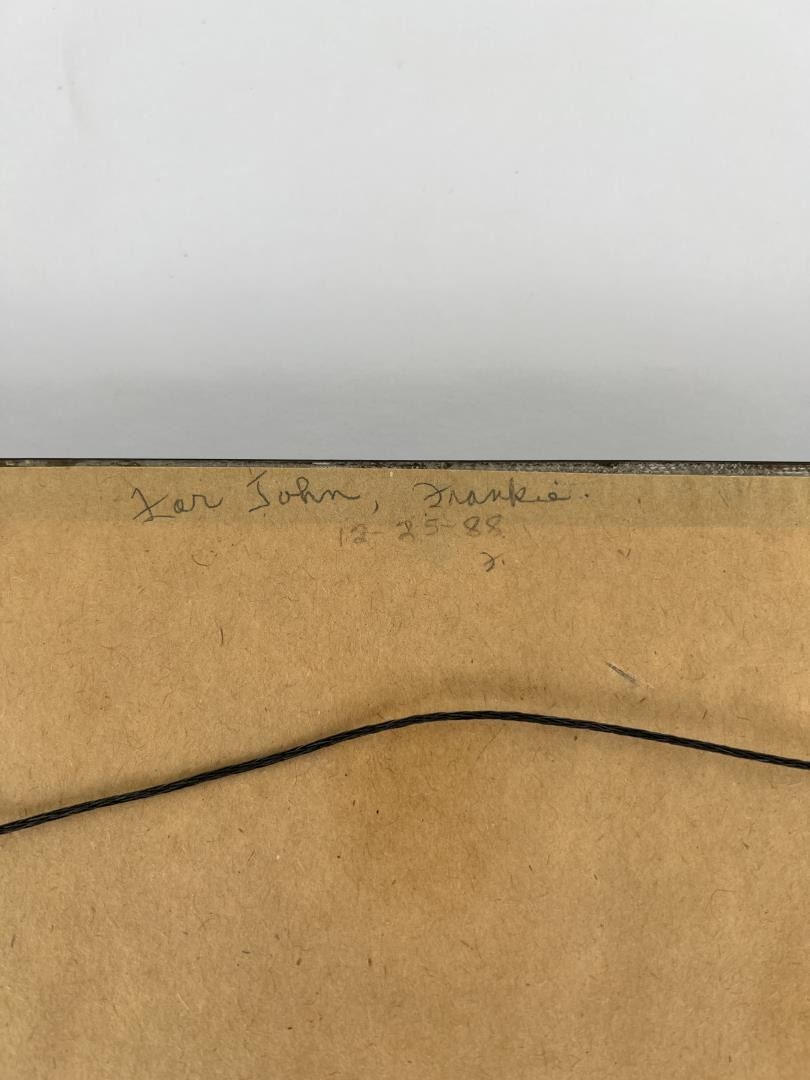 For John, Frankie.
12-25-88
F.